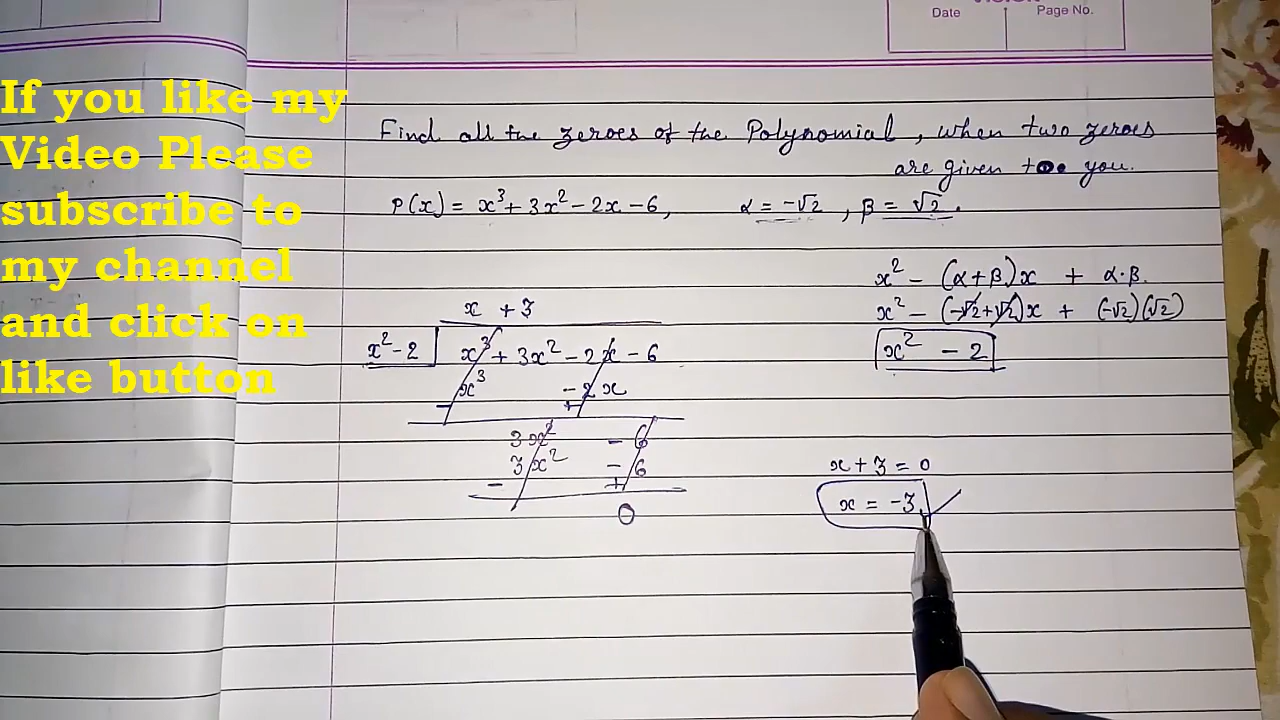 Date
Page No.
If you like my
Video Please
subscribe to
my channel
and click on
like button
Find all the zeroes of the Polynomial, when two zeroes
are given to you.
P(x) = x³ + 3x² - 2x - 6, α = -√2, β = √2.
x² - (α + β)x + α·β.
x² - (-√2 + √2)x + (-√2)(√2)
x² - 2
x + 3
x² - 2 x³ + 3x² - 2x - 6
x³ - 2x
- +
3x² - 6
3x² - 6
- +
0
x + 3 = 0
x = -3